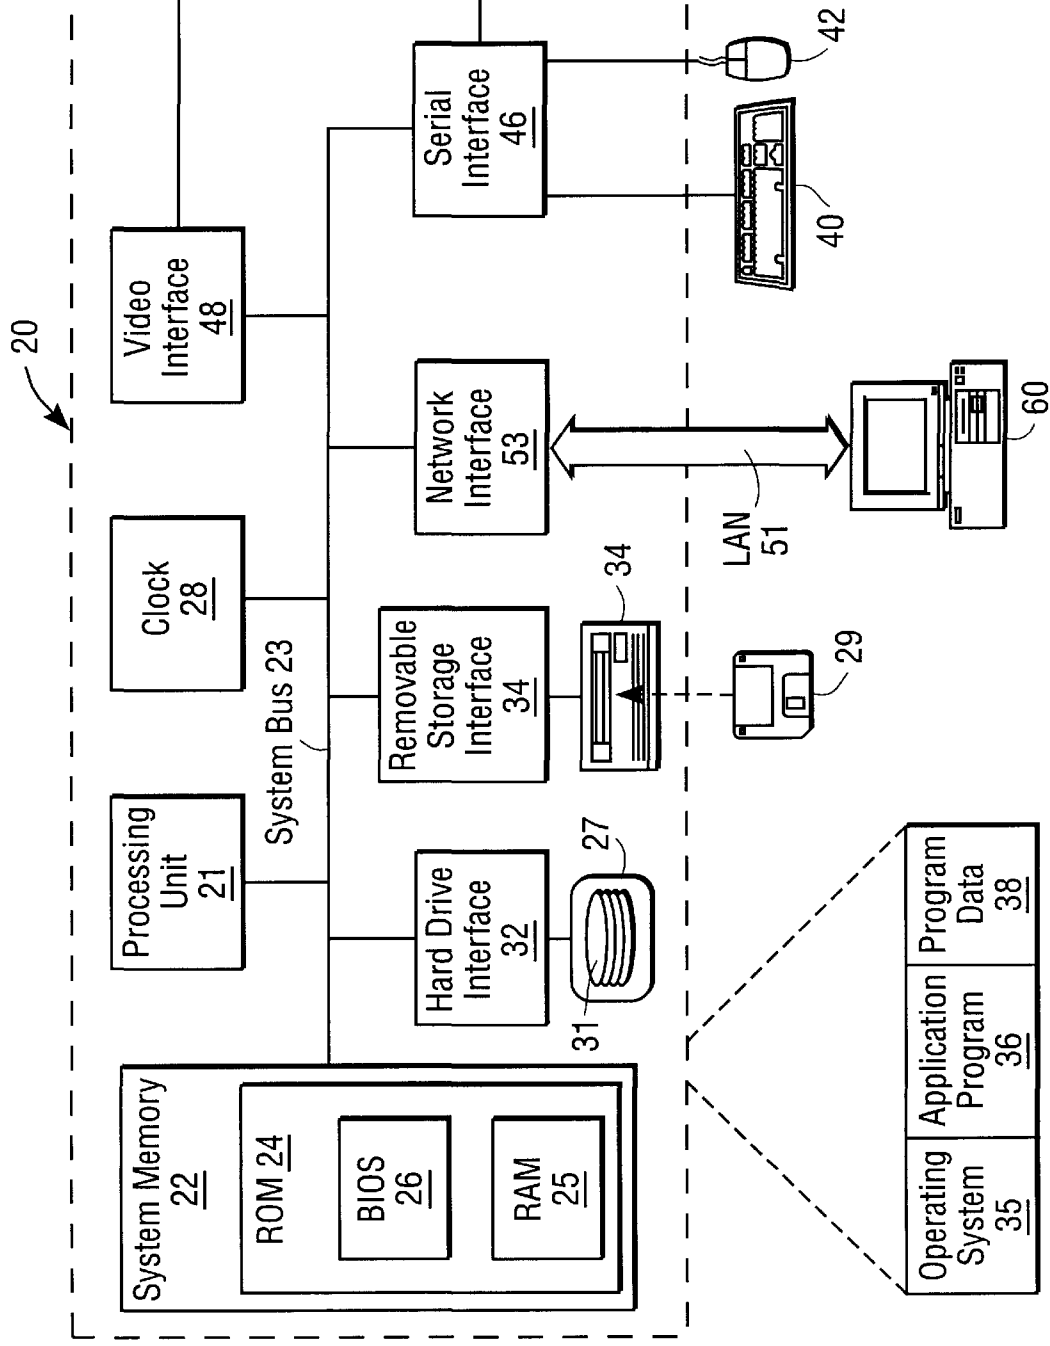 20
System Memory
22
ROM 24
BIOS
26
RAM
25
Processing
Unit
21
Clock
28
Video
Interface
48
System Bus 23
Hard Drive
Interface
32
Removable
Storage
Interface
34
Network
Interface
53
Serial
Interface
46
31
27
34
29
LAN
51
60
40
42
Operating
System
35
Application
Program
36
Program
Data
38